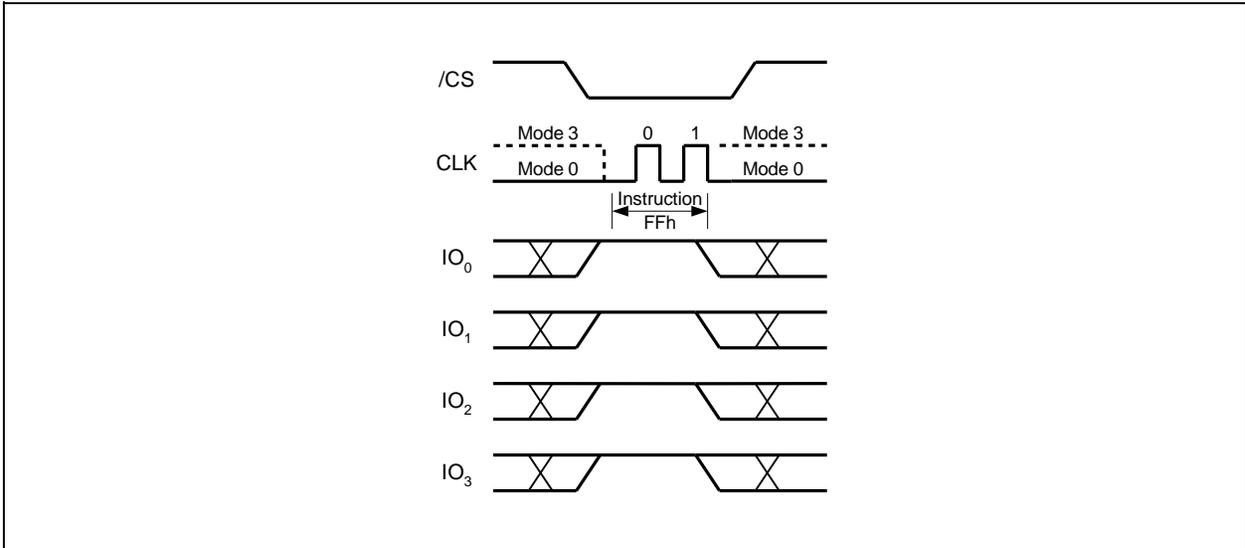 /CS
Mode 3 0 1 Mode 3
CLK
Mode 0 Mode 0
Instruction
FFh
IO0
IO1
IO2
IO3